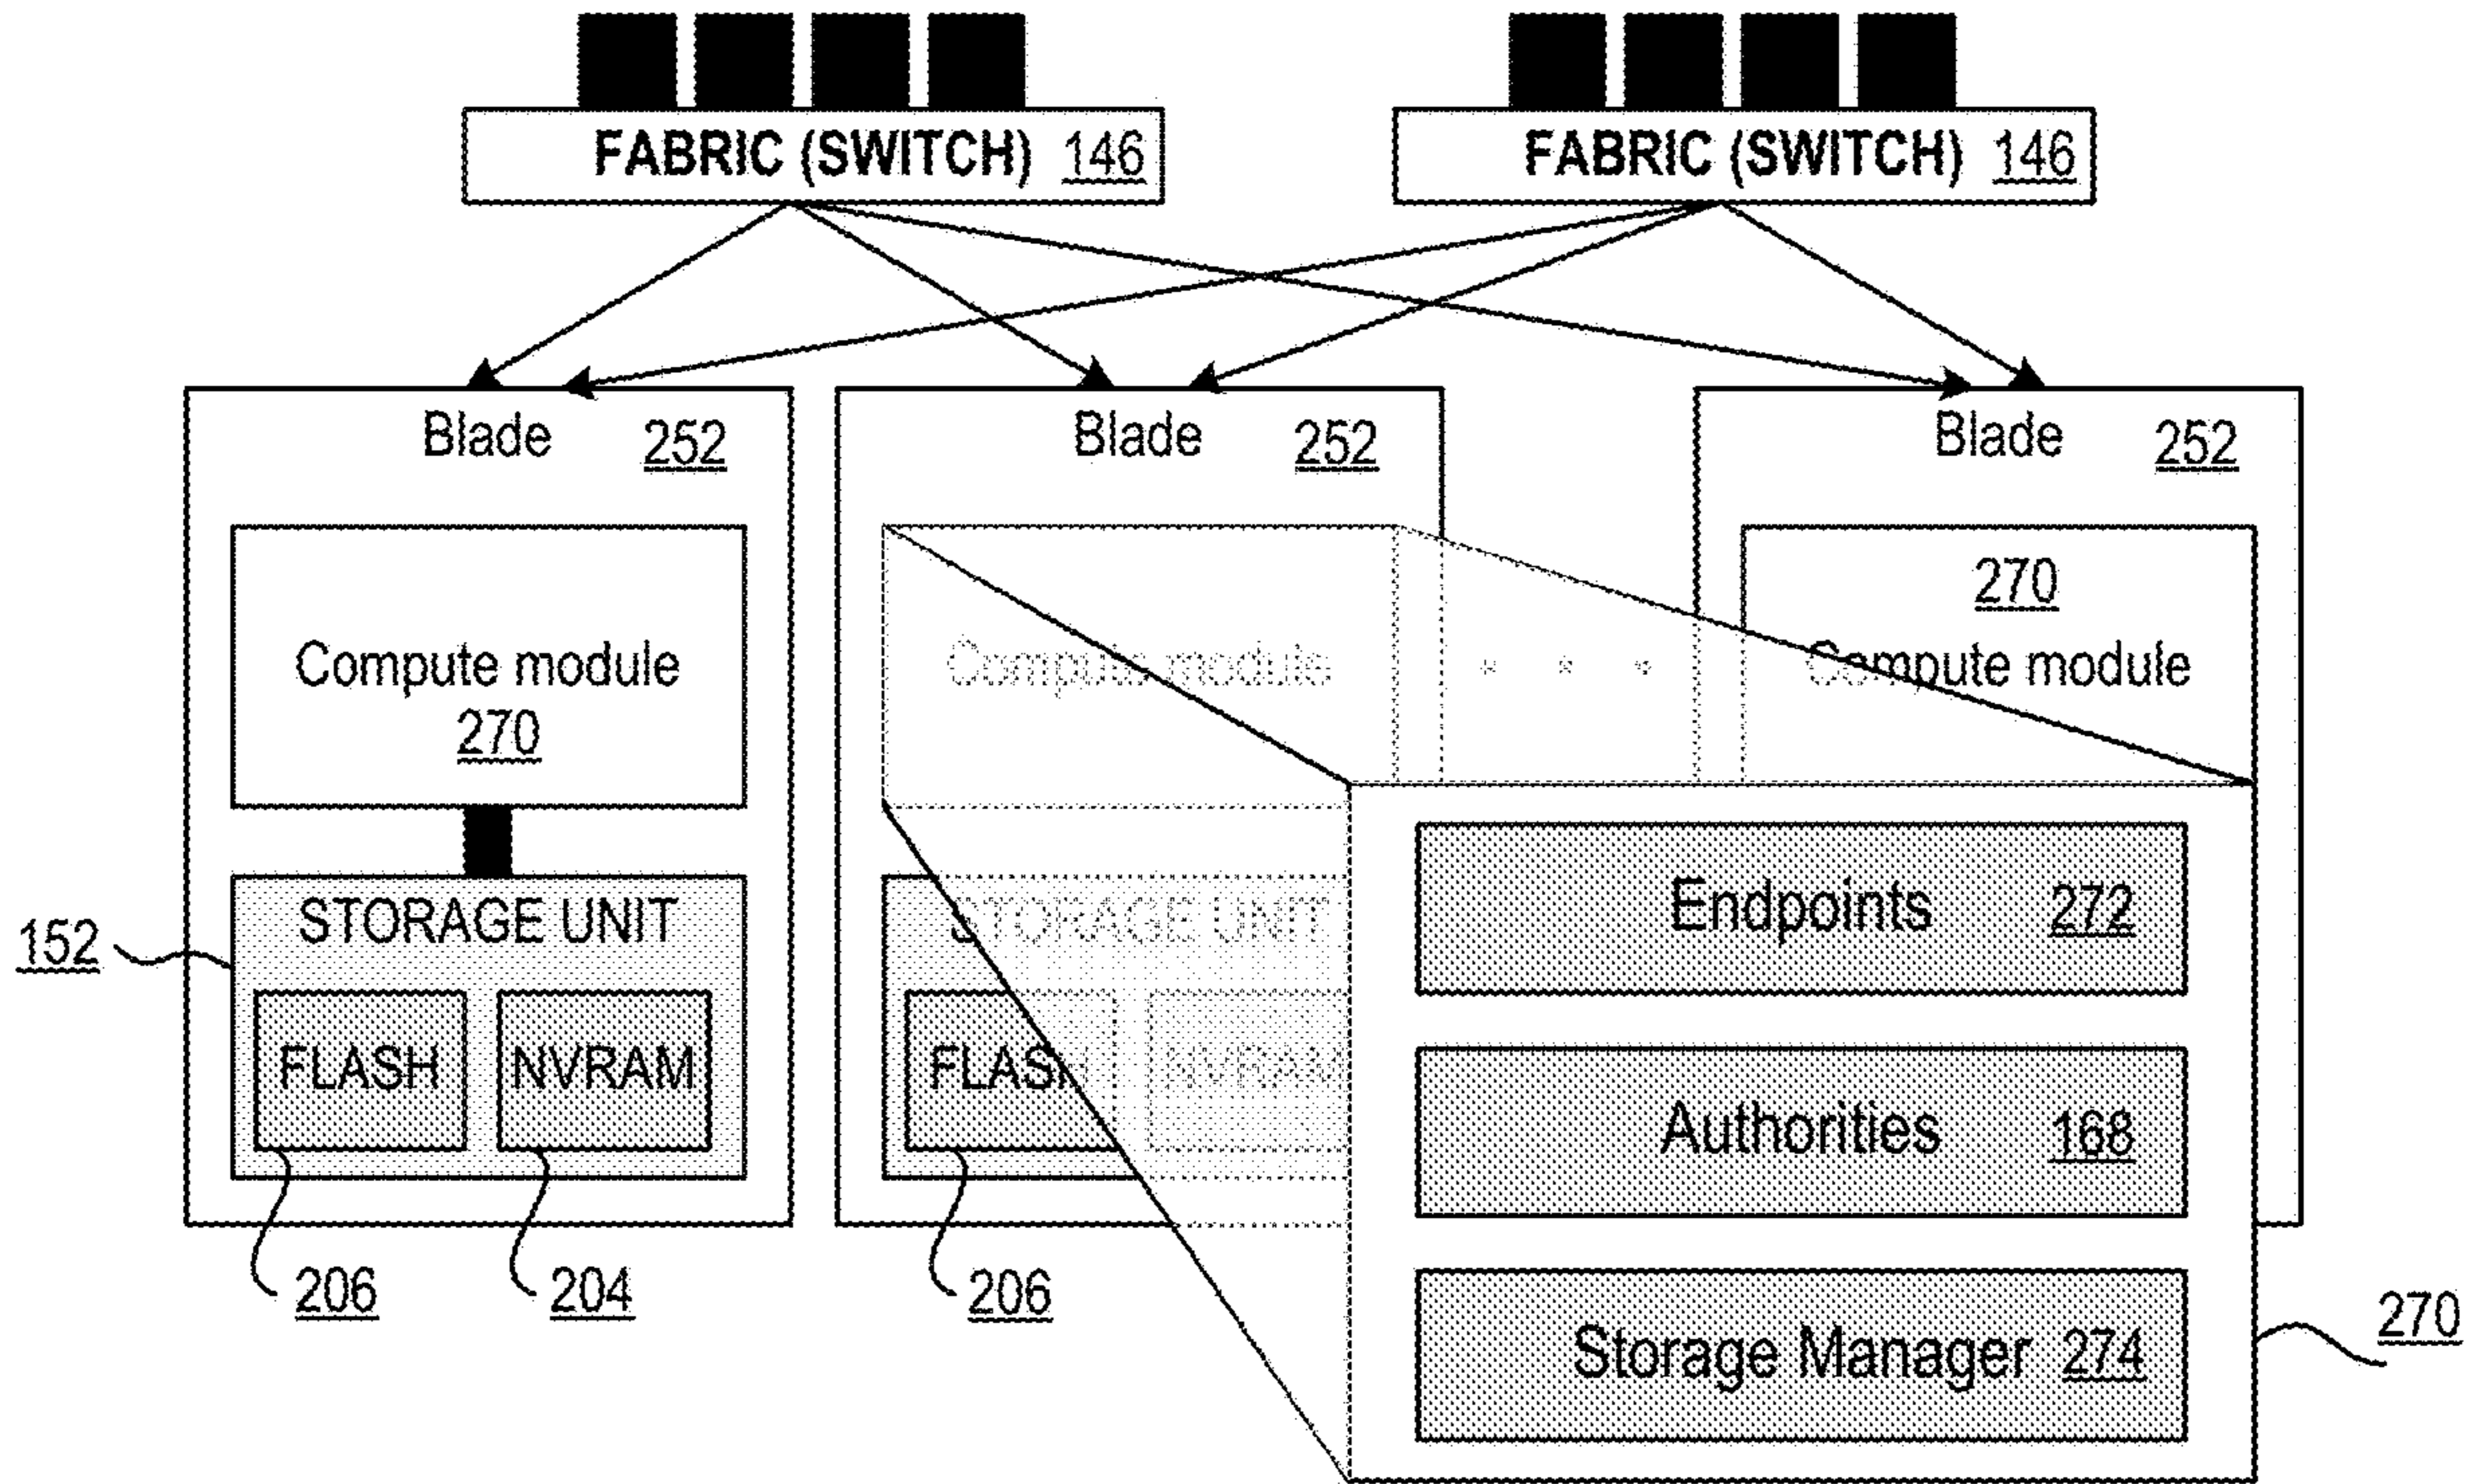 FABRIC (SWITCH) 146
FABRIC (SWITCH) 146
Blade 252
Blade 252
Blade 252
Compute module
270
Compute module
270
Compute module
STORAGE UNIT
152
FLASH
NVRAM
STORAGE UNIT
FLASH
NVRAM
206
204
206
Endpoints 272
Authorities 168
Storage Manager 274
270